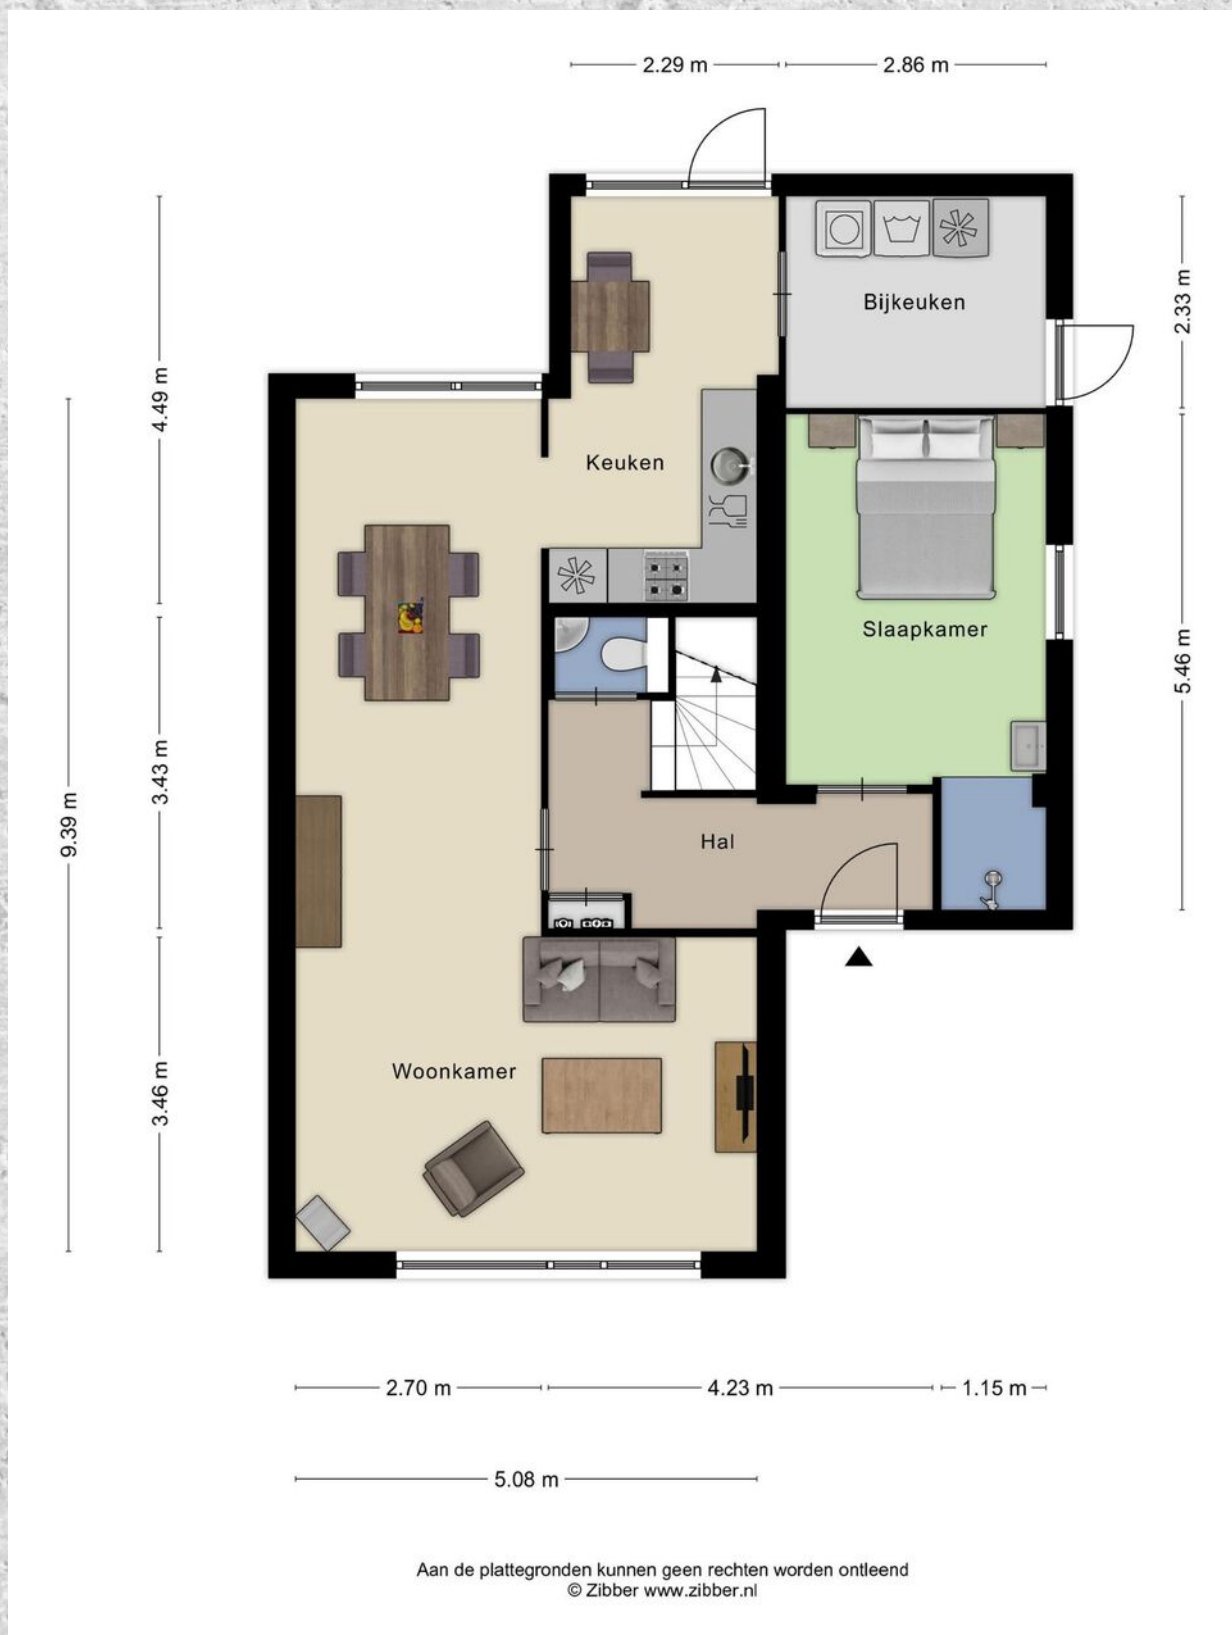 2.29 m
2.86 m
4.49 m
2.33 m
Bijkeuken
Keuken
Slaapkamer
5.46 m
3.43 m
9.39 m
Hal
Woonkamer
3.46 m
2.70 m
4.23 m
1.15 m
5.08 m
Aan de plattegronden kunnen geen rechten worden ontleend
© Zibber www.zibber.nl